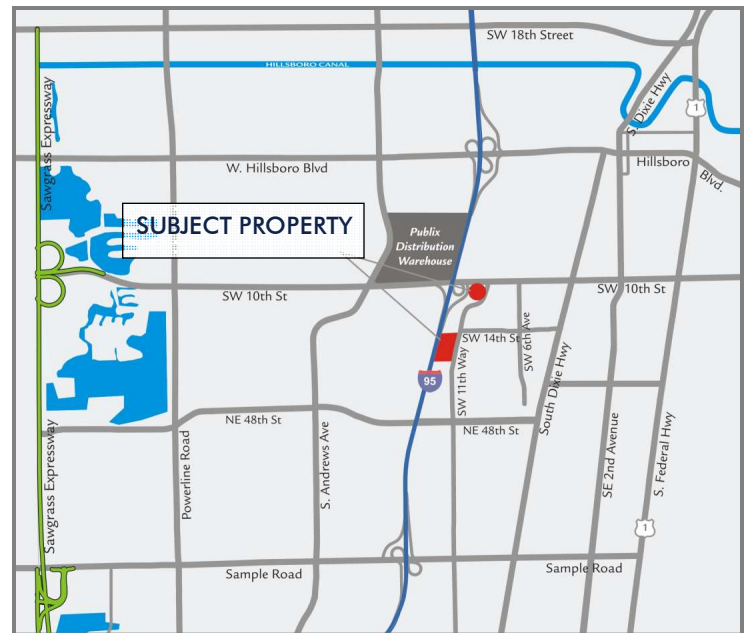 SW 18th Street
HILLSBORO CANAL
Sawgrass Expressway
S. Dixie Hwy
1
W. Hillsboro Blvd
Hillsboro
Blvd.
SUBJECT PROPERTY
Publix
Distribution
Warehouse
SW 10th St
SW 10th St
SW 14th St
SW 6th Ave
SW 11th Way
95
South Dixie Hwy
NE 48th St
NE 48th St
Sawgrass Expressway
Powerline Road
S. Andrews Ave
SE 2nd Avenue
S. Federal Hwy
1
Sample Road
Sample Road